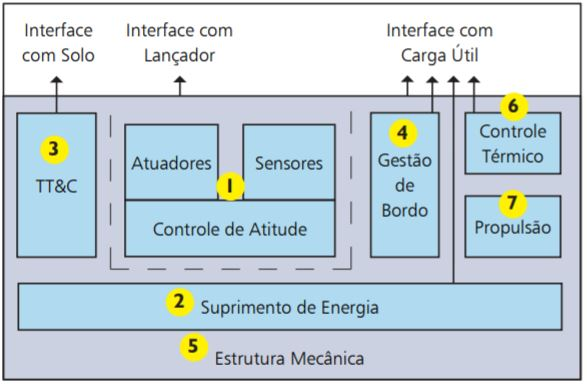 Interface
com Solo
Interface com
Lançador
Interface com
Carga Útil
3
TT&C
Atuadores
Sensores
1
Controle de Atitude
4
Gestão
de
Bordo
6
Controle
Térmico
7
Propulsão
2 Suprimento de Energia
5 Estrutura Mecânica